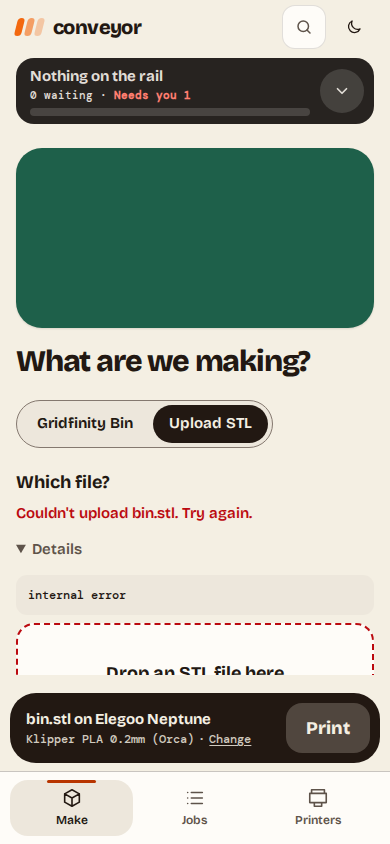 conveyor
Nothing on the rail
0 waiting · Needs you 1
What are we making?
Gridfinity Bin
Upload STL
Which file?
Couldn't upload bin.stl. Try again.
Details
internal error
Drop an STL file here
bin.stl on Elegoo Neptune
Klipper PLA 0.2mm (Orca) · Change
Print
Make
Jobs
Printers